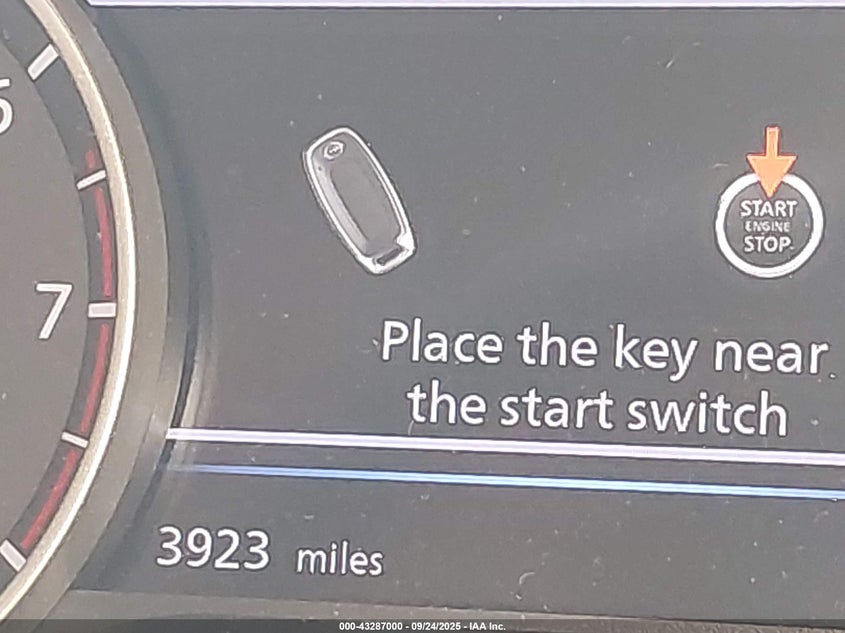 6
START
ENGINE
STOP
7
Place the key near
the start switch
3923 miles
000-43287000 - 09/24/2025 - IAA Inc.